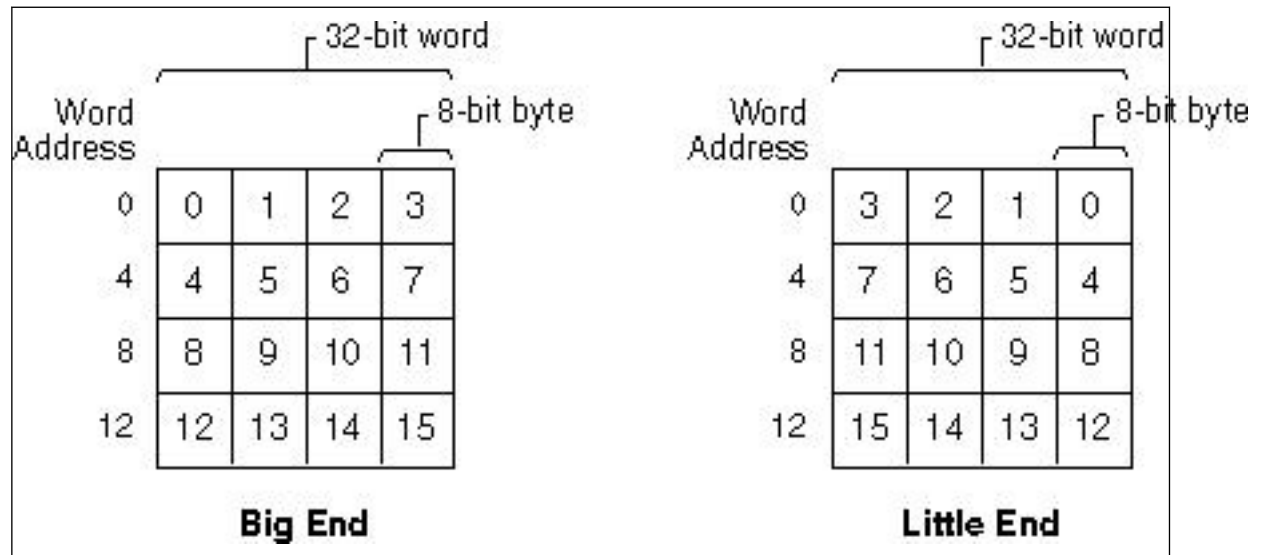 32-bit word
Word
Address
8-bit byte
0 0 1 2 3
4 4 5 6 7
8 8 9 10 11
12 12 13 14 15
Big End
32-bit word
Word
Address
8-bit byte
0 3 2 1 0
4 7 6 5 4
8 11 10 9 8
12 15 14 13 12
Little End